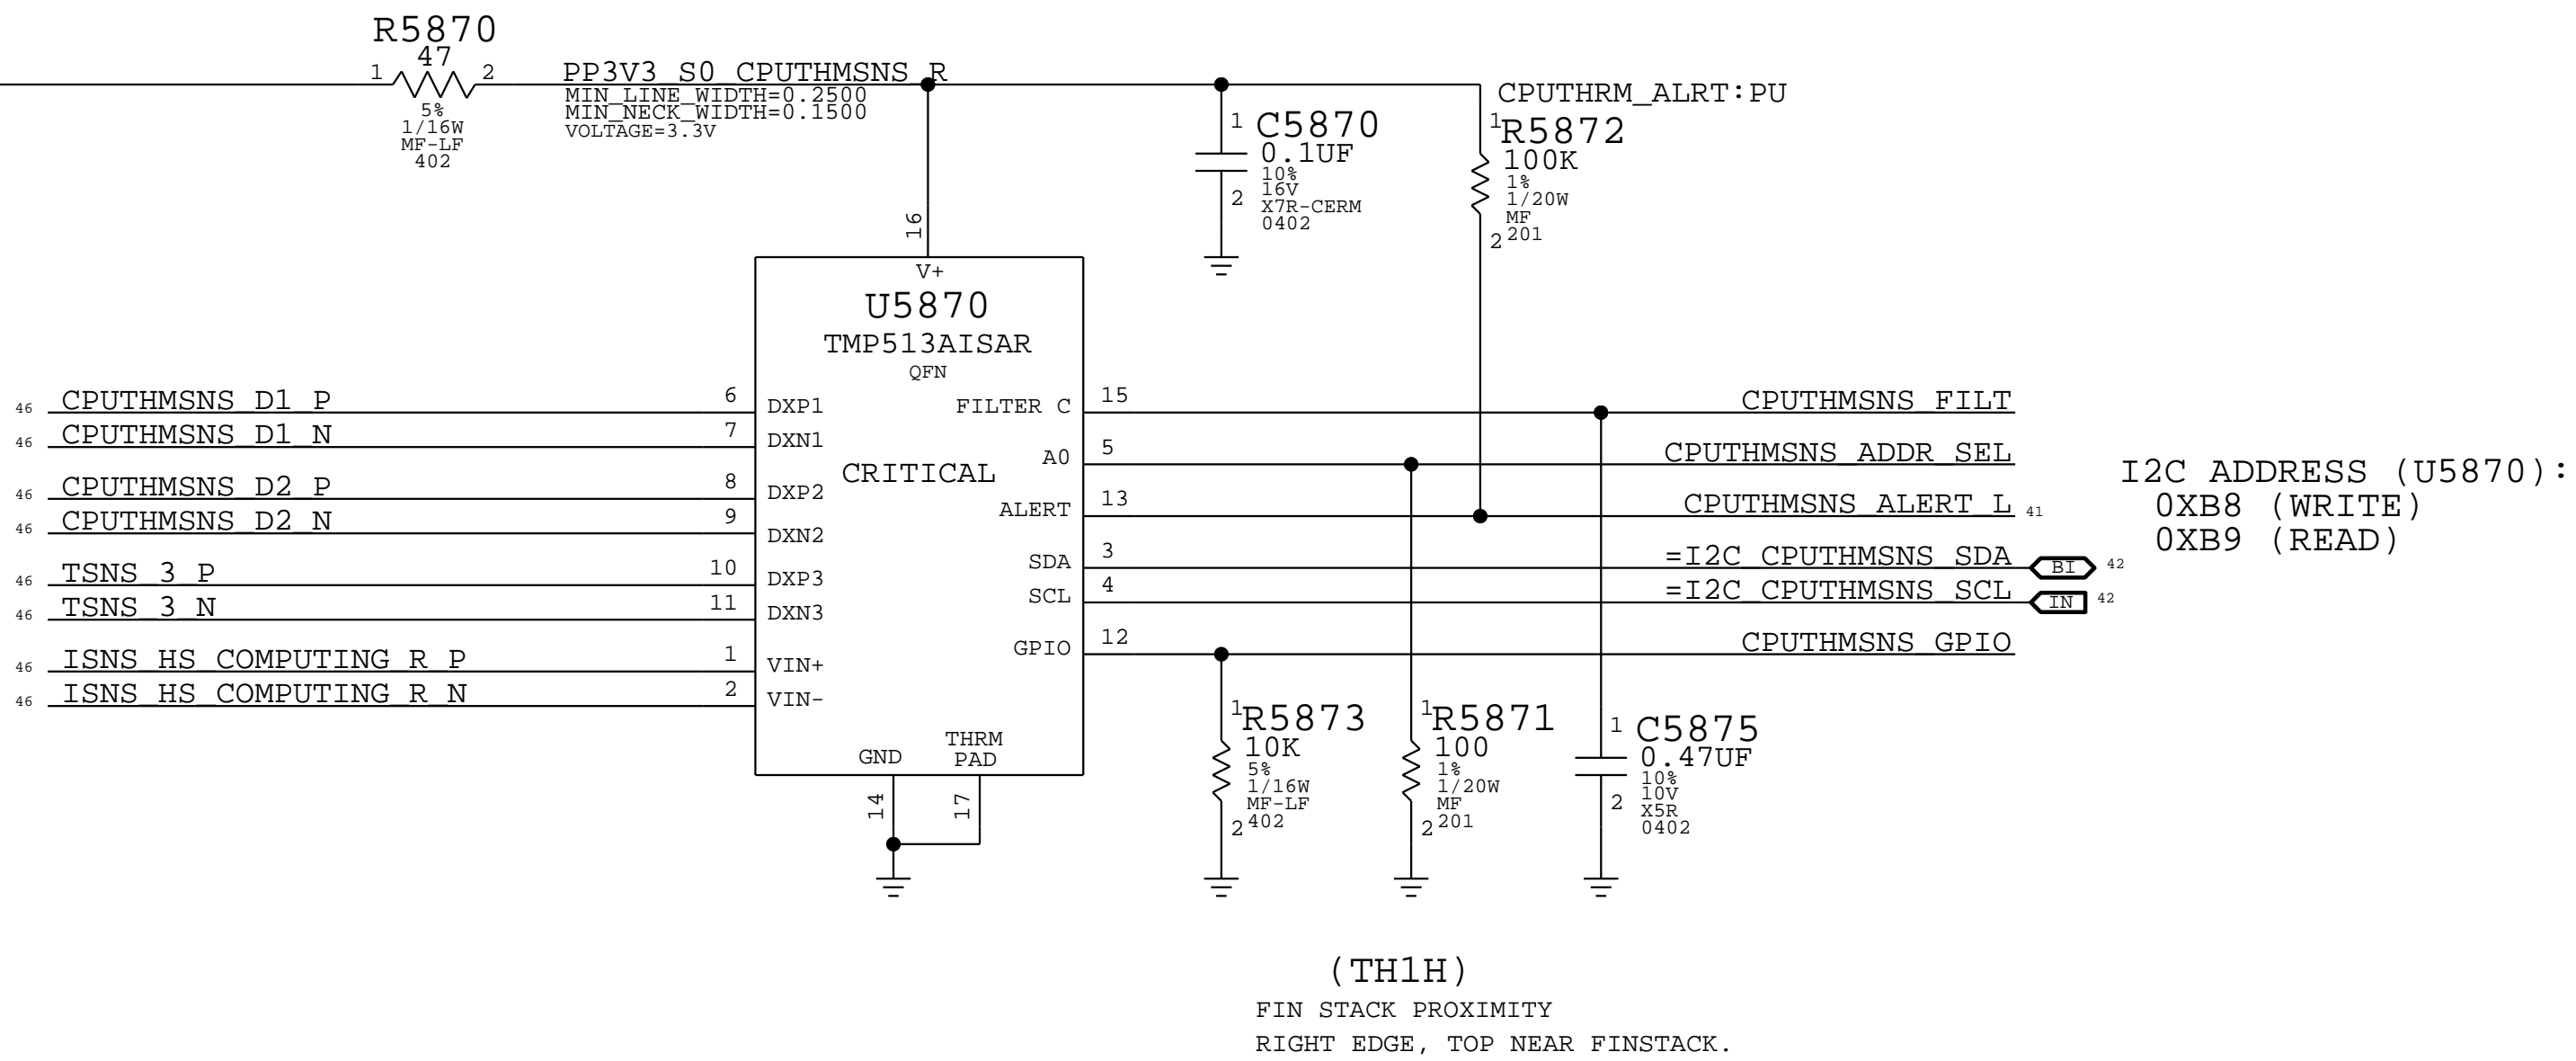 R5870
47
1
2
5%
1/16W
MF-LF
402
PP3V3_S0_CPUTHMSNS_R
MIN_LINE_WIDTH=0.2500
MIN_NECK_WIDTH=0.1500
VOLTAGE=3.3V
1
C5870
0.1UF
10%
16V
2
X7R-CERM
0402
CPUTHRM_ALRT:PU
1
R5872
100K
1%
1/20W
MF
2
201
16
V+
U5870
TMP513AISAR
QFN
CRITICAL
46 CPUTHMSNS_D1_P 6 DXP1
46 CPUTHMSNS_D1_N 7 DXN1
46 CPUTHMSNS_D2_P 8 DXP2
46 CPUTHMSNS_D2_N 9 DXN2
46 TSNS_3_P 10 DXP3
46 TSNS_3_N 11 DXN3
46 ISNS_HS_COMPUTING_R_P 1 VIN+
46 ISNS_HS_COMPUTING_R_N 2 VIN-
FILTER C 15 CPUTHMSNS_FILT
A0 5 CPUTHMSNS_ADDR_SEL
ALERT 13 CPUTHMSNS_ALERT_L 41
SDA 3 =I2C_CPUTHMSNS_SDA BI 42
SCL 4 =I2C_CPUTHMSNS_SCL IN 42
GPIO 12 CPUTHMSNS_GPIO
I2C ADDRESS (U5870):
0XB8 (WRITE)
0XB9 (READ)
GND
THRM
PAD
14
17
1
R5873
10K
5%
1/16W
MF-LF
2
402
1
R5871
100
1%
1/20W
MF
2
201
1
C5875
0.47UF
10%
10V
2
X5R
0402
(TH1H)
FIN STACK PROXIMITY
RIGHT EDGE, TOP NEAR FINSTACK.